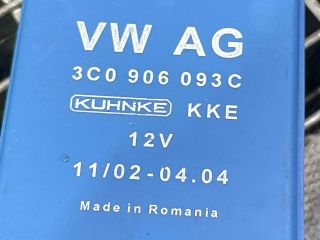 VW AG
3C0 906 093C
KUHNKE KKE
12V
11/02-04.04
Made in Romania